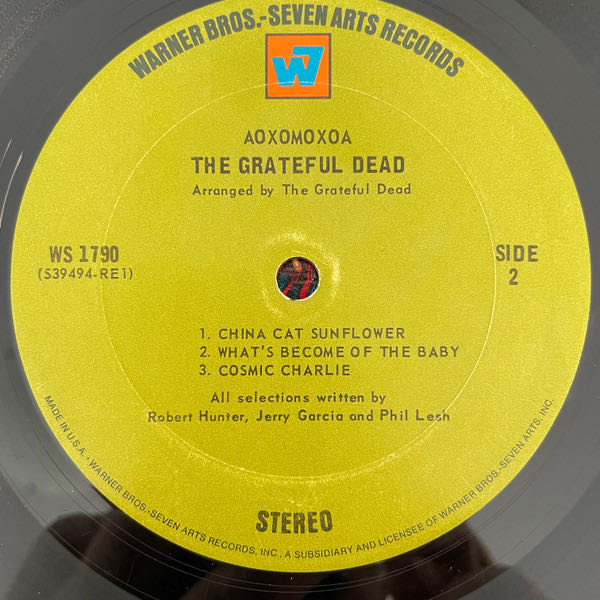 WARNER BROS.-SEVEN ARTS RECORDS
W7
AOXOMOXOA
THE GRATEFUL DEAD
Arranged by The Grateful Dead
WS 1790
(S39494-RE1)
SIDE
2
1. CHINA CAT SUNFLOWER
2. WHAT'S BECOME OF THE BABY
3. COSMIC CHARLIE
All selections written by
Robert Hunter, Jerry Garcia and Phil Lesh
STEREO
MADE IN U.S.A. • WARNER BROS.-SEVEN ARTS RECORDS, INC., A SUBSIDIARY AND LICENSEE OF WARNER BROS.-SEVEN ARTS, INC.